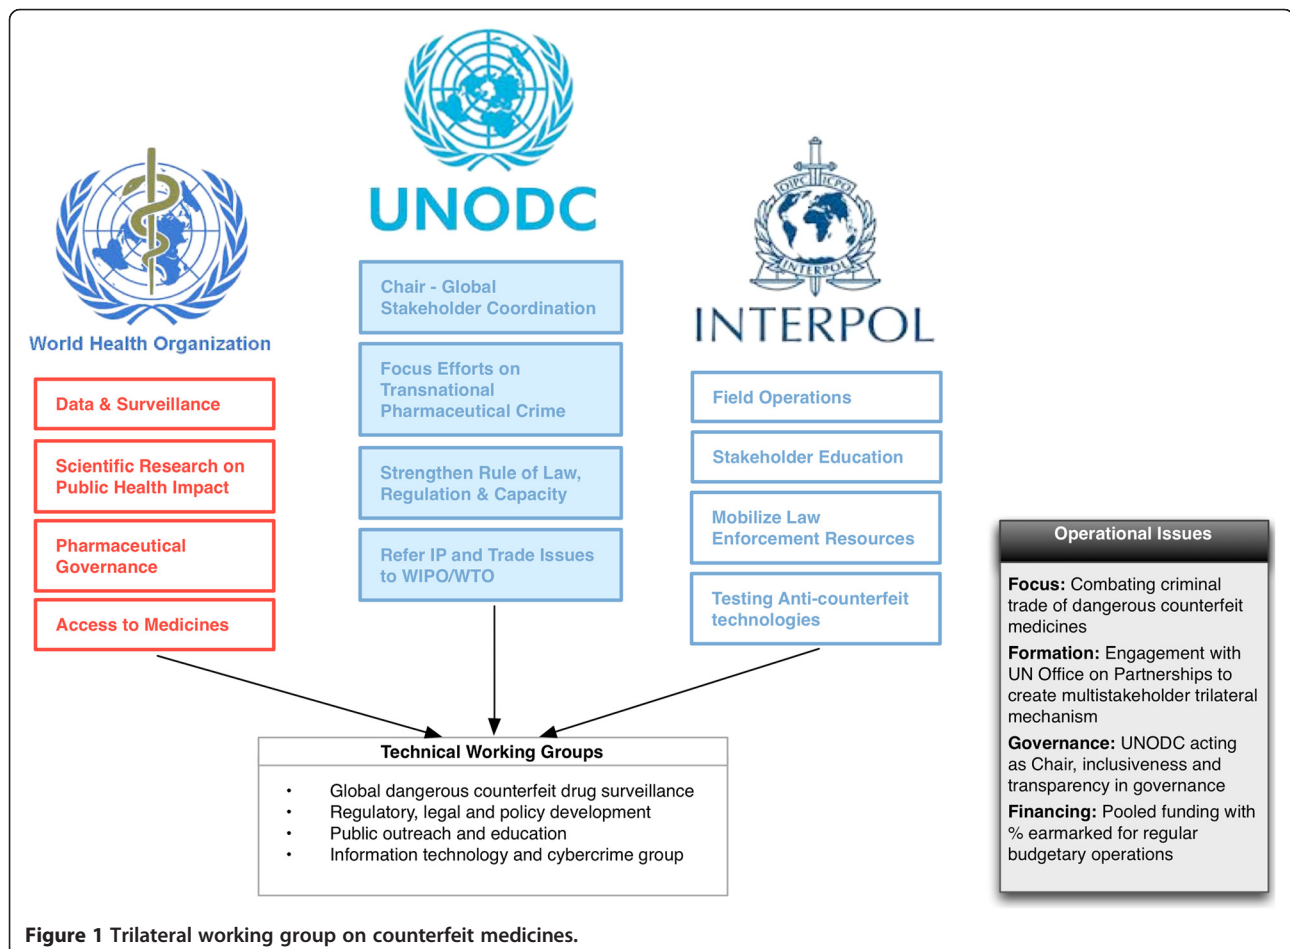 UNODC
World Health Organization
OIPC ICPO
INTERPOL
INTERPOL
Data & Surveillance
Scientific Research on
Public Health Impact
Pharmaceutical
Governance
Access to Medicines
Chair - Global
Stakeholder Coordination
Focus Efforts on
Transnational
Pharmaceutical Crime
Strengthen Rule of Law,
Regulation & Capacity
Refer IP and Trade Issues
to WIPO/WTO
Field Operations
Stakeholder Education
Mobilize Law
Enforcement Resources
Testing Anti-counterfeit
technologies
Technical Working Groups
• Global dangerous counterfeit drug surveillance
• Regulatory, legal and policy development
• Public outreach and education
• Information technology and cybercrime group
Operational Issues
Focus: Combating criminal
trade of dangerous counterfeit
medicines
Formation: Engagement with
UN Office on Partnerships to
create multistakeholder trilateral
mechanism
Governance: UNODC acting
as Chair, inclusiveness and
transparency in governance
Financing: Pooled funding with
% earmarked for regular
budgetary operations
Figure 1 Trilateral working group on counterfeit medicines.